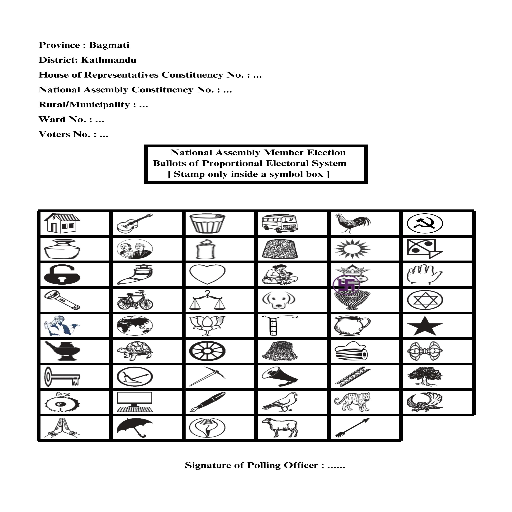 Province : Bagmati
District: Kathmandu
House of Representatives Constituency No. : ...
National Assembly Constituency No. : ...
Rural/Municipality : ...
Ward No. : ...
Voters No. : ...
National Assembly Member Election
Ballots of Proportional Electoral System
[ Stamp only inside a symbol box ]
Signature of Polling Officer : ......